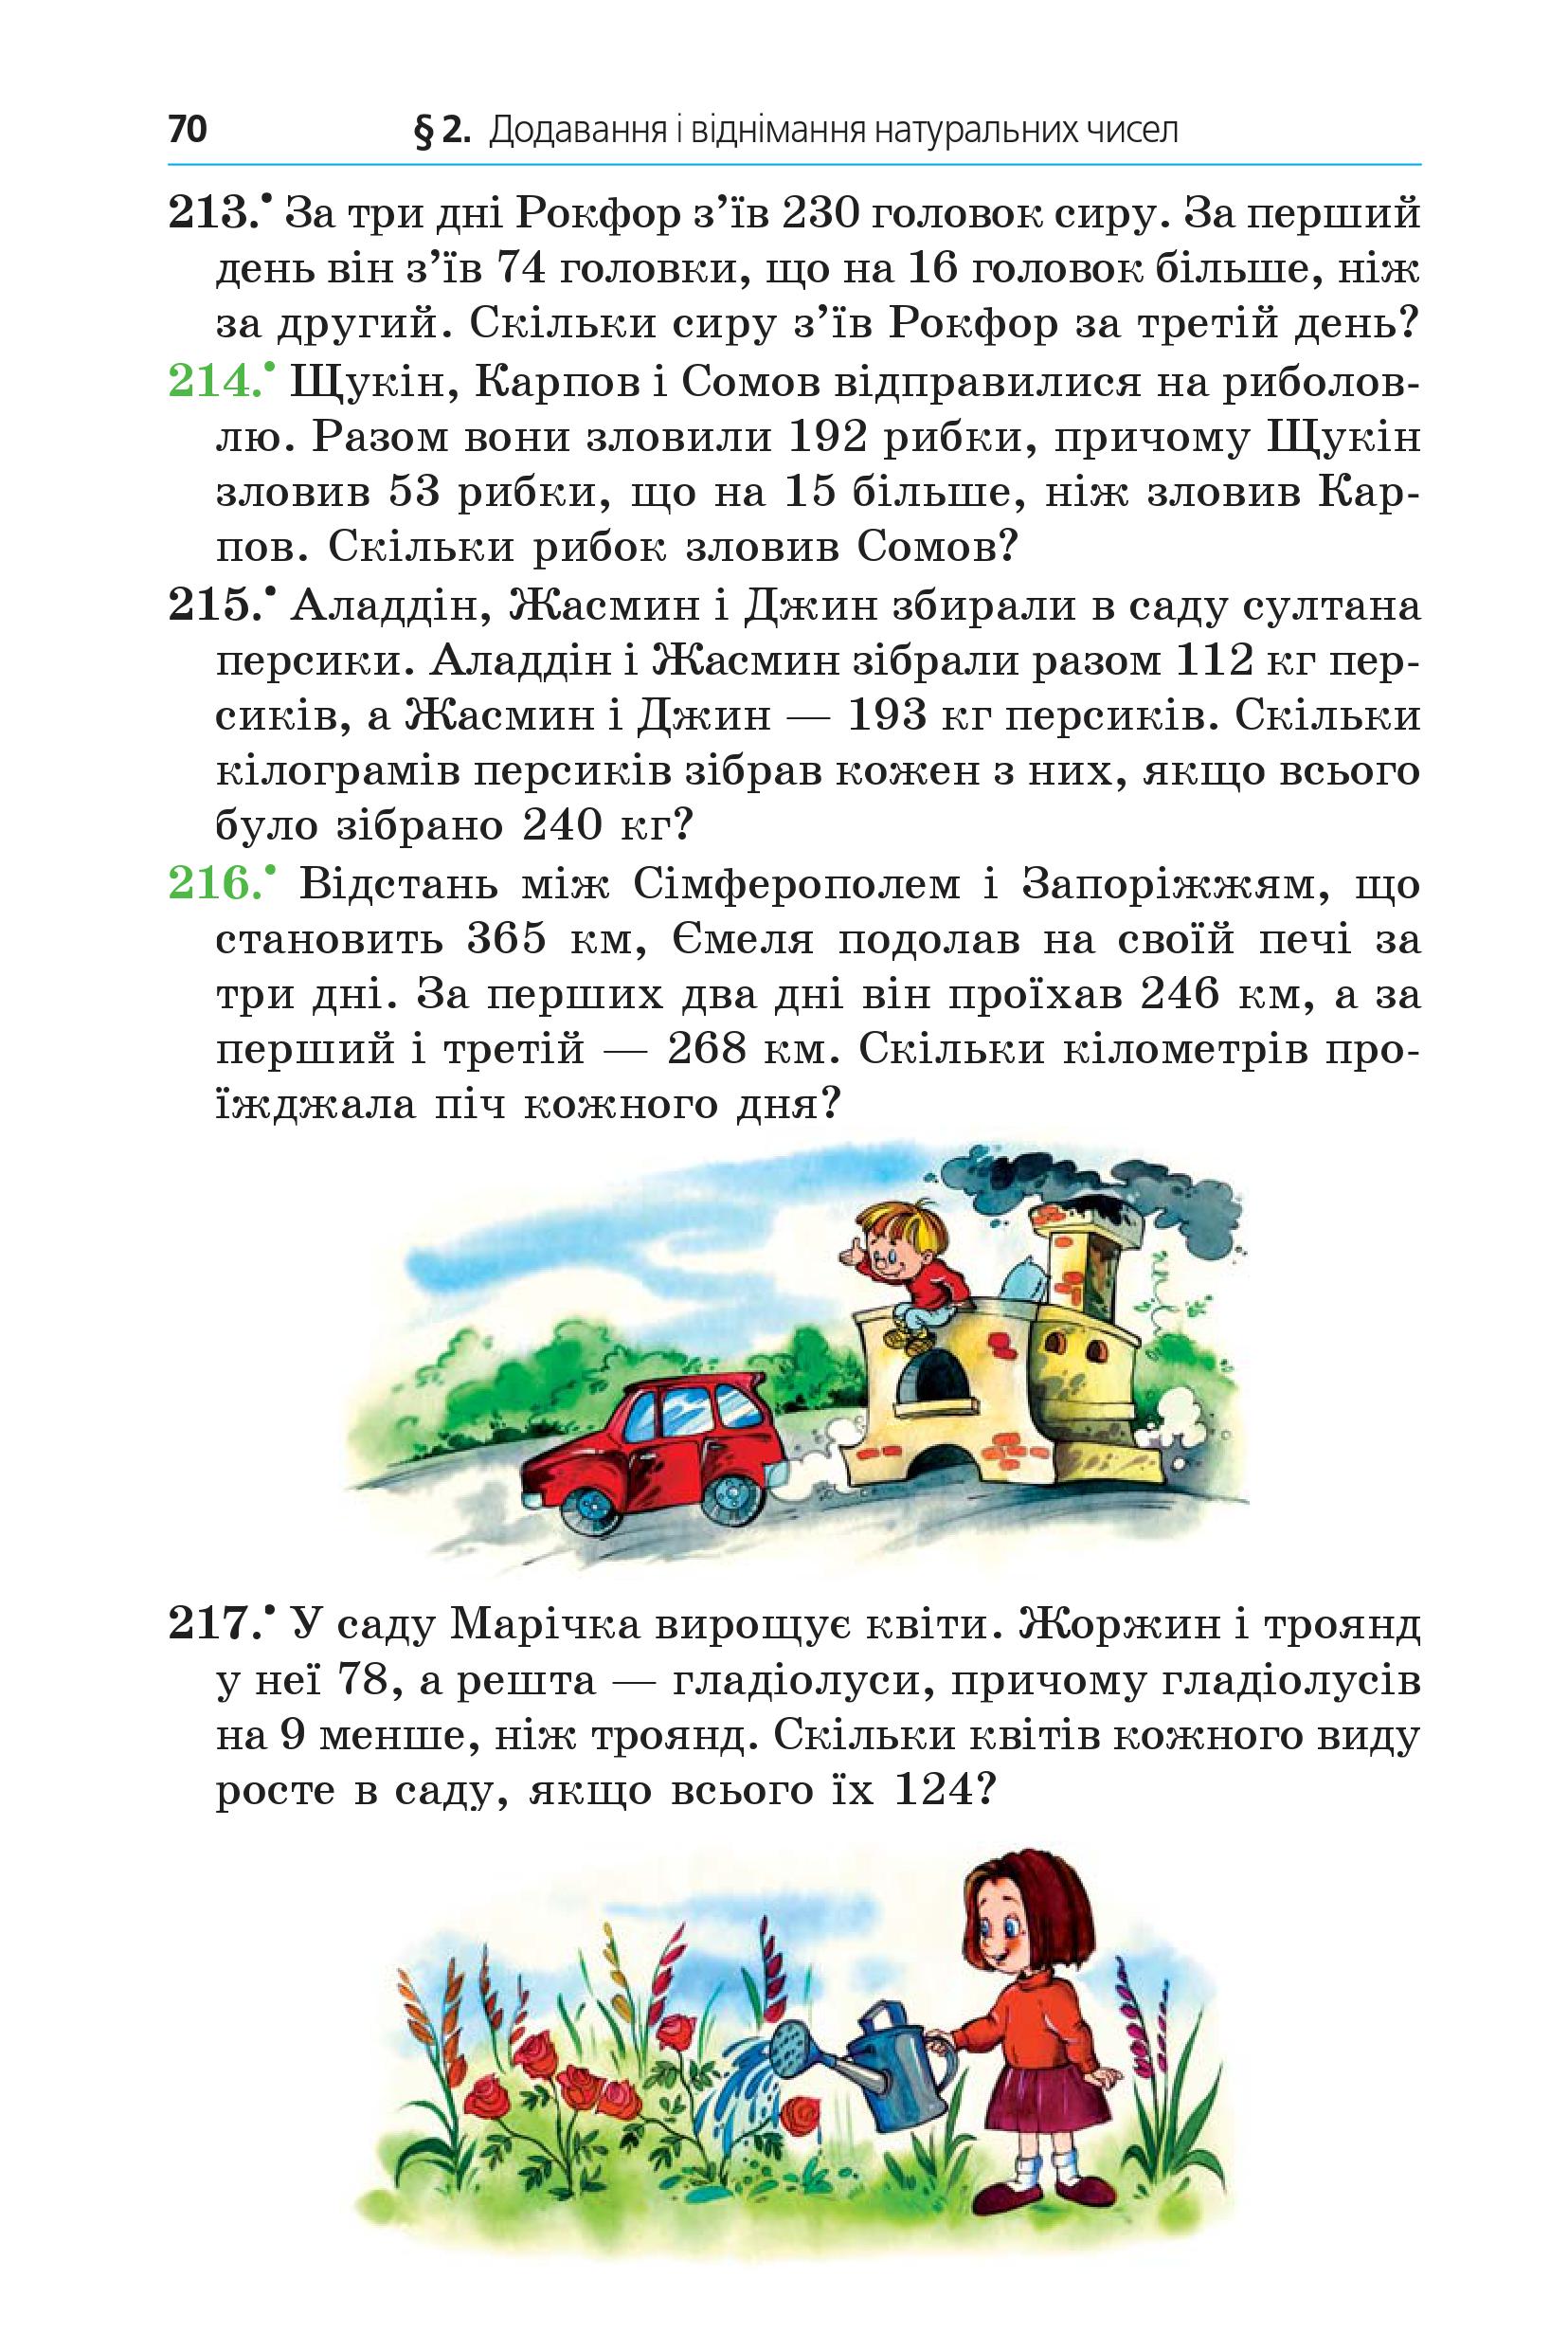 70 § 2. Додавання і віднімання натуральних чисел
213.• За три дні Рокфор з’їв 230 головок сиру. За перший
день він з’їв 74 головки, що на 16 головок більше, ніж
за другий. Скільки сиру з’їв Рокфор за третій день?
214.• Щукін, Карпов і Сомов відправилися на риболов-
лю. Разом вони зловили 192 рибки, причому Щукін
зловив 53 рибки, що на 15 більше, ніж зловив Кар-
пов. Скільки рибок зловив Сомов?
215.• Аладдін, Жасмин і Джин збирали в саду султана
персики. Аладдін і Жасмин зібрали разом 112 кг пер-
сиків, а Жасмин і Джин — 193 кг персиків. Скільки
кілограмів персиків зібрав кожен з них, якщо всього
було зібрано 240 кг?
216.• Відстань між Сімферополем і Запоріжжям, що
становить 365 км, Ємеля подолав на своїй печі за
три дні. За перших два дні він проїхав 246 км, а за
перший і третій — 268 км. Скільки кілометрів про-
їжджала піч кожного дня?
217.• У саду Марічка вирощує квіти. Жоржин і троянд
у неї 78, а решта — гладіолуси, причому гладіолусів
на 9 менше, ніж троянд. Скільки квітів кожного виду
росте в саду, якщо всього їх 124?